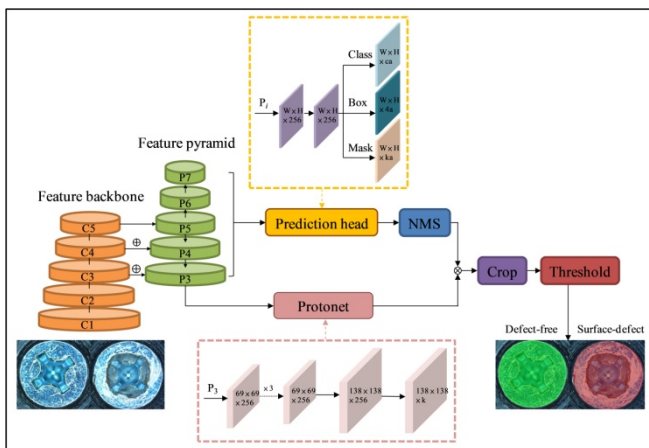 Class
W×H
×ca
P_i
W×H
×256
W×H
×256
Box
W×H
×4a
Mask
W×H
×ka
Feature pyramid
P7
P6
P5
P4
P3
Feature backbone
C5
C4
C3
C2
C1
⊕
⊕
Prediction head
NMS
⊗
Crop
Threshold
Protonet
Defect-free
Surface-defect
P_3
69×69
×256
×3
69×69
×256
138×138
×256
138×138
×k